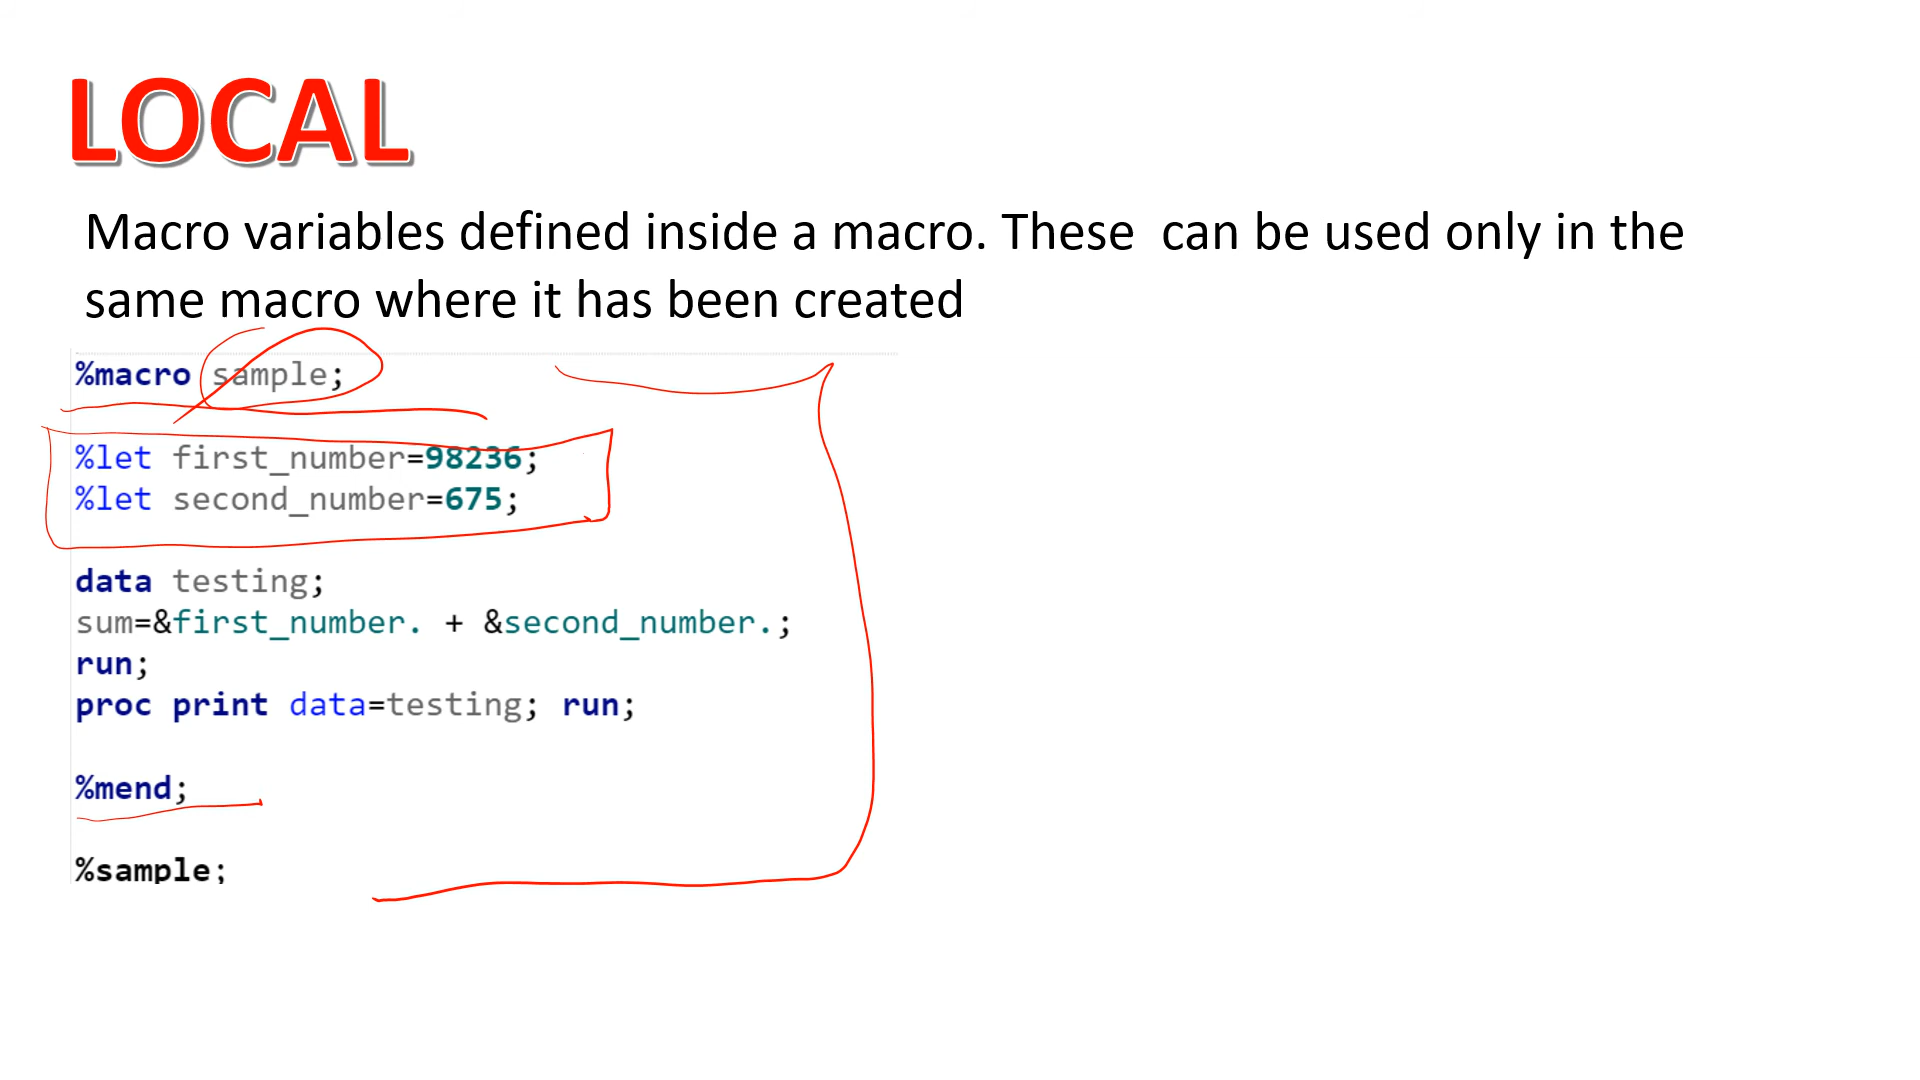 LOCAL
Macro variables defined inside a macro. These  can be used only in the
same macro where it has been created
%macro sample;
%let first_number=98236;
%let second_number=675;
data testing;
sum=&first_number. + &second_number.;
run;
proc print data=testing; run;
%mend;
%sample;